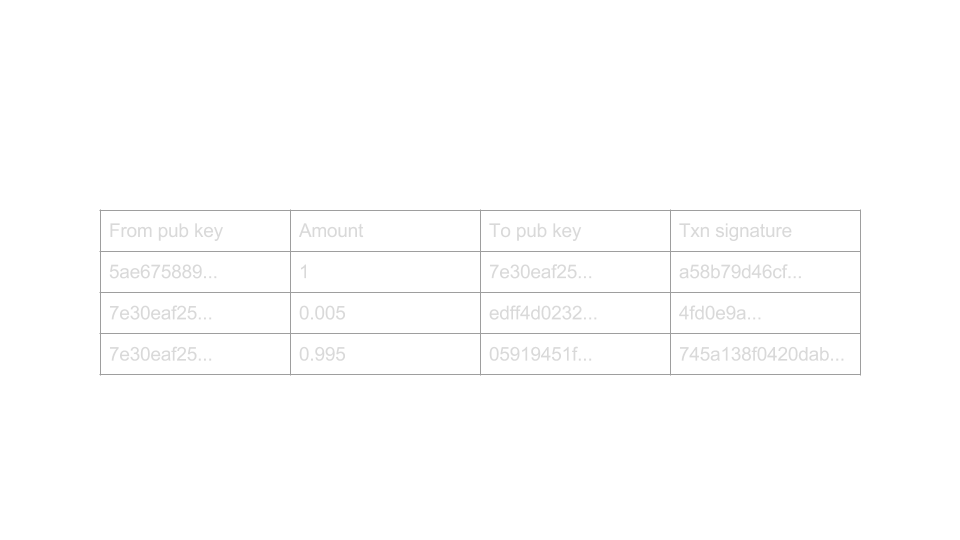 From pub key Amount To pub key Txn signature
5ae675889... 1 7e30eaf25... a58b79d46cf...
7e30eaf25... 0.005 edff4d0232... 4fd0e9a...
7e30eaf25... 0.995 05919451f... 745a138f0420dab...